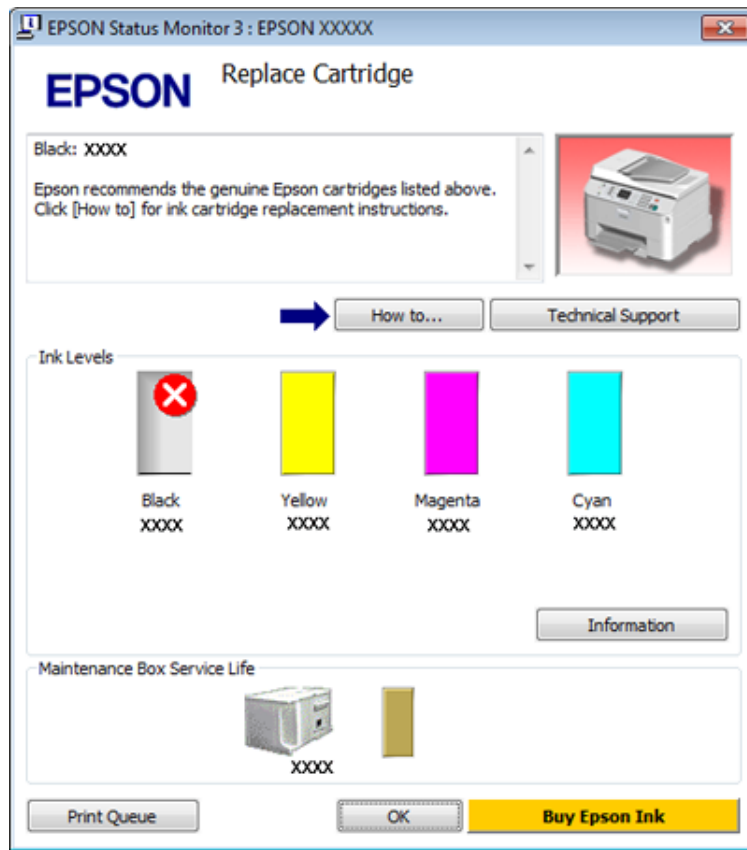 EPSON Status Monitor 3 : EPSON XXXXX
EPSON
Replace Cartridge
Black: XXXX
Epson recommends the genuine Epson cartridges listed above.
Click [How to] for ink cartridge replacement instructions.
How to...
Technical Support
Ink Levels
Black
Yellow
Magenta
Cyan
XXXX
XXXX
XXXX
XXXX
Information
Maintenance Box Service Life
XXXX
Print Queue
OK
Buy Epson Ink